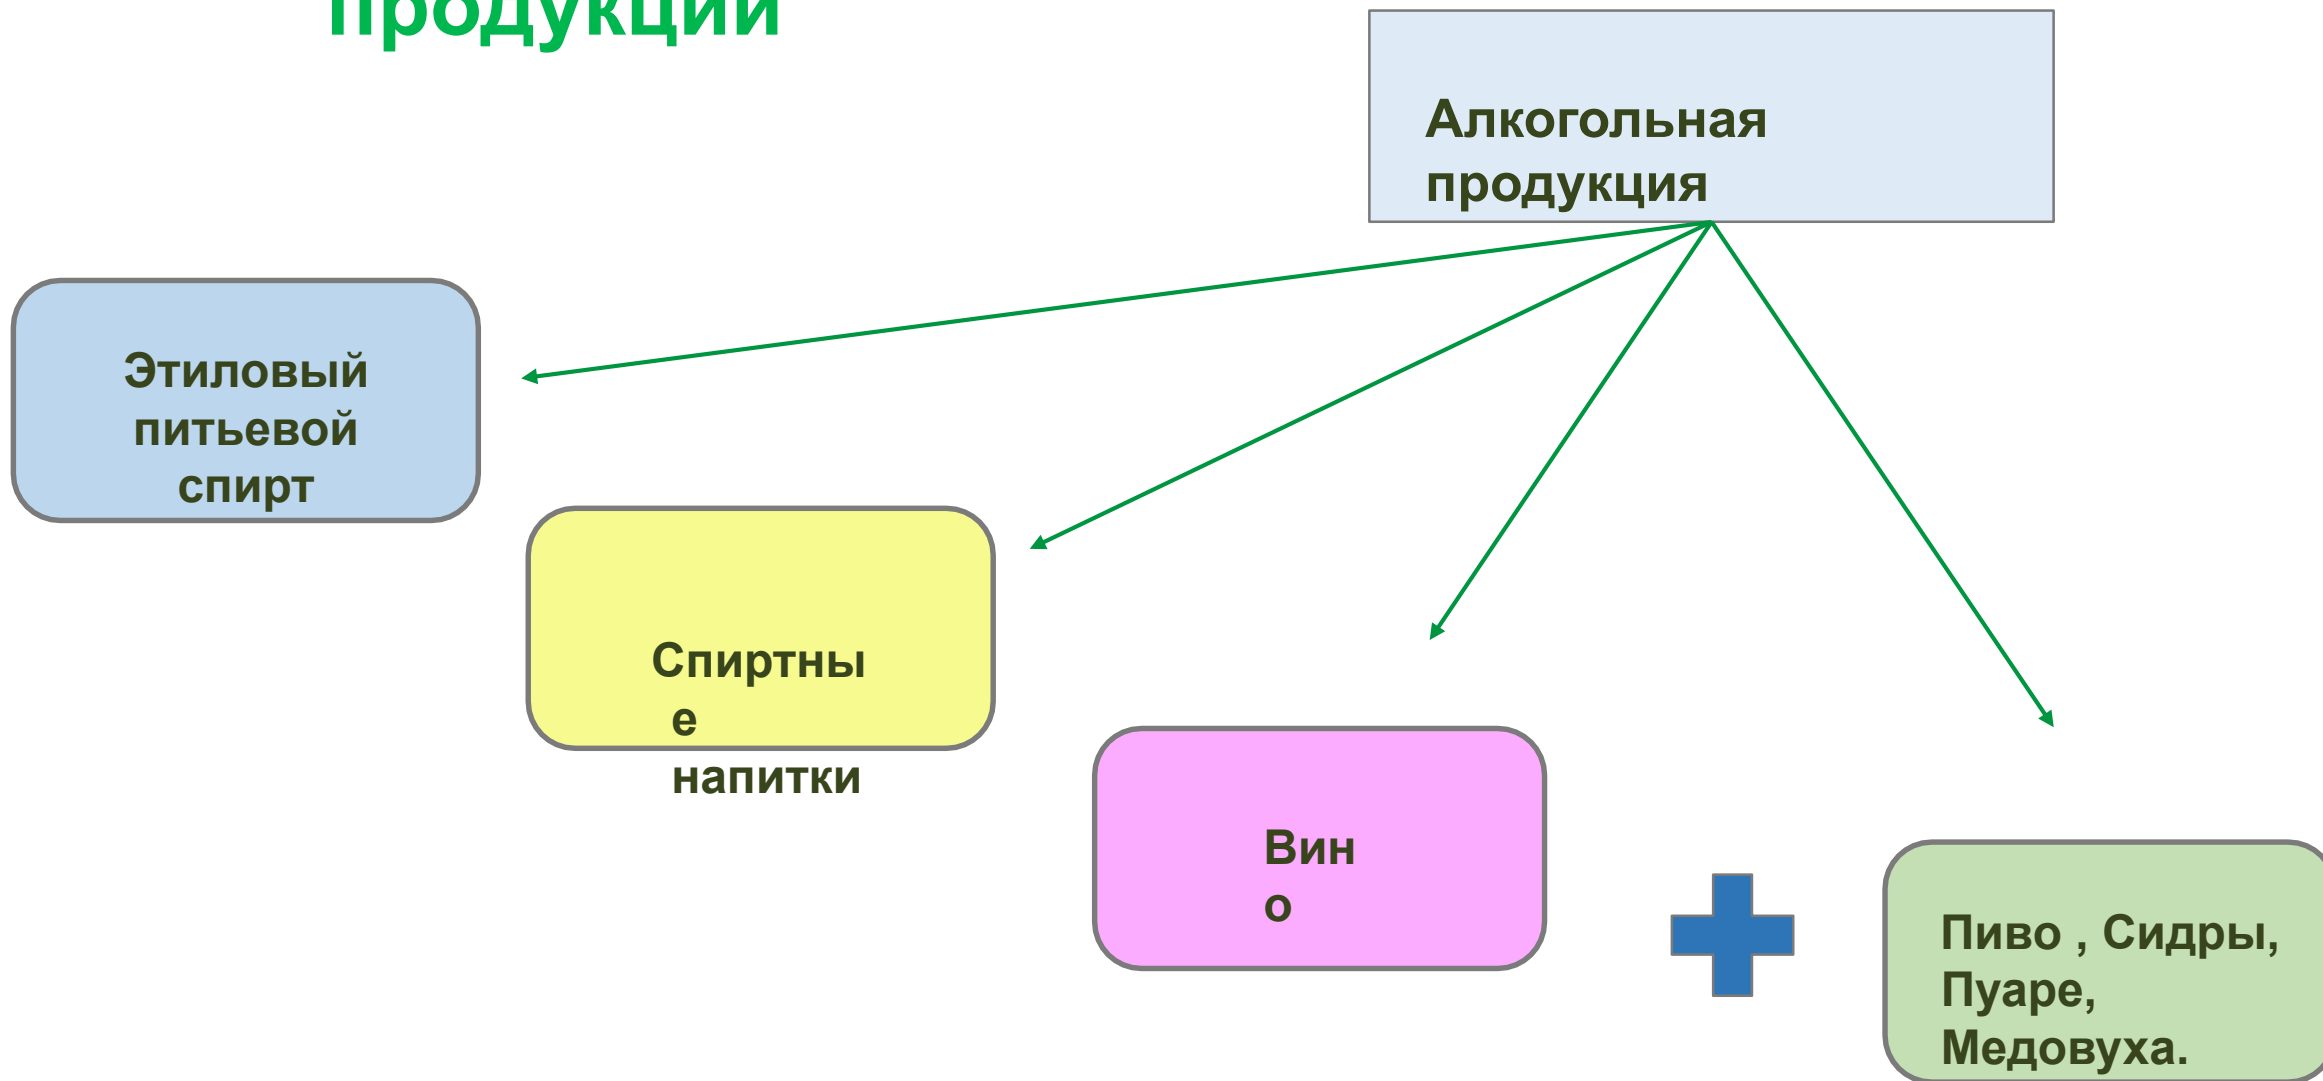 продукции
Алкогольная
продукция
Этиловый
питьевой
спирт
Спиртны
е
напитки
Вин
о
Пиво , Сидры,
Пуаре,
Медовуха.